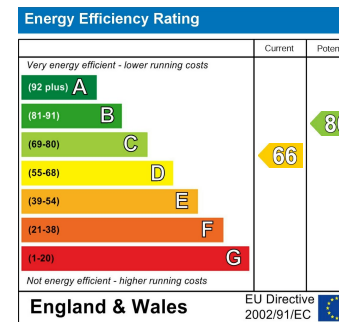 Energy Efficiency Rating
Current
Very energy efficient - lower running costs
(92 plus) A
(81-91) B
(69-80) C
(55-68) D
(39-54) E
(21-38) F
(1-20) G
66
Not energy efficient - higher running costs
England & Wales
EU Directive
2002/91/EC